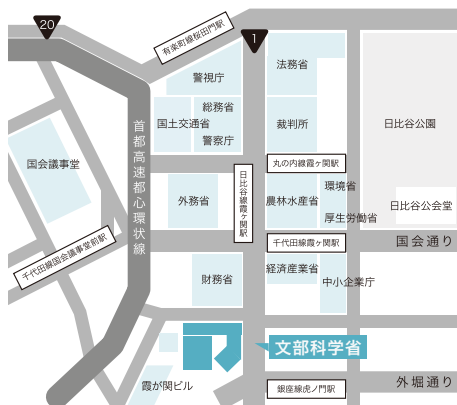 20
有楽町線桜田門駅
1
警視庁
法務省
総務省
国土交通省
警察庁
裁判所
日比谷公園
首都高速都心環状線
国会議事堂
丸の内線霞ヶ関駅
日比谷線霞ヶ関駅
外務省
農林水産省
環境省
厚生労働省
日比谷公会堂
千代田線国会議事堂前駅
千代田線霞ヶ関駅
国会通り
財務省
経済産業省
中小企業庁
文部科学省
霞が関ビル
銀座線虎ノ門駅
外堀通り